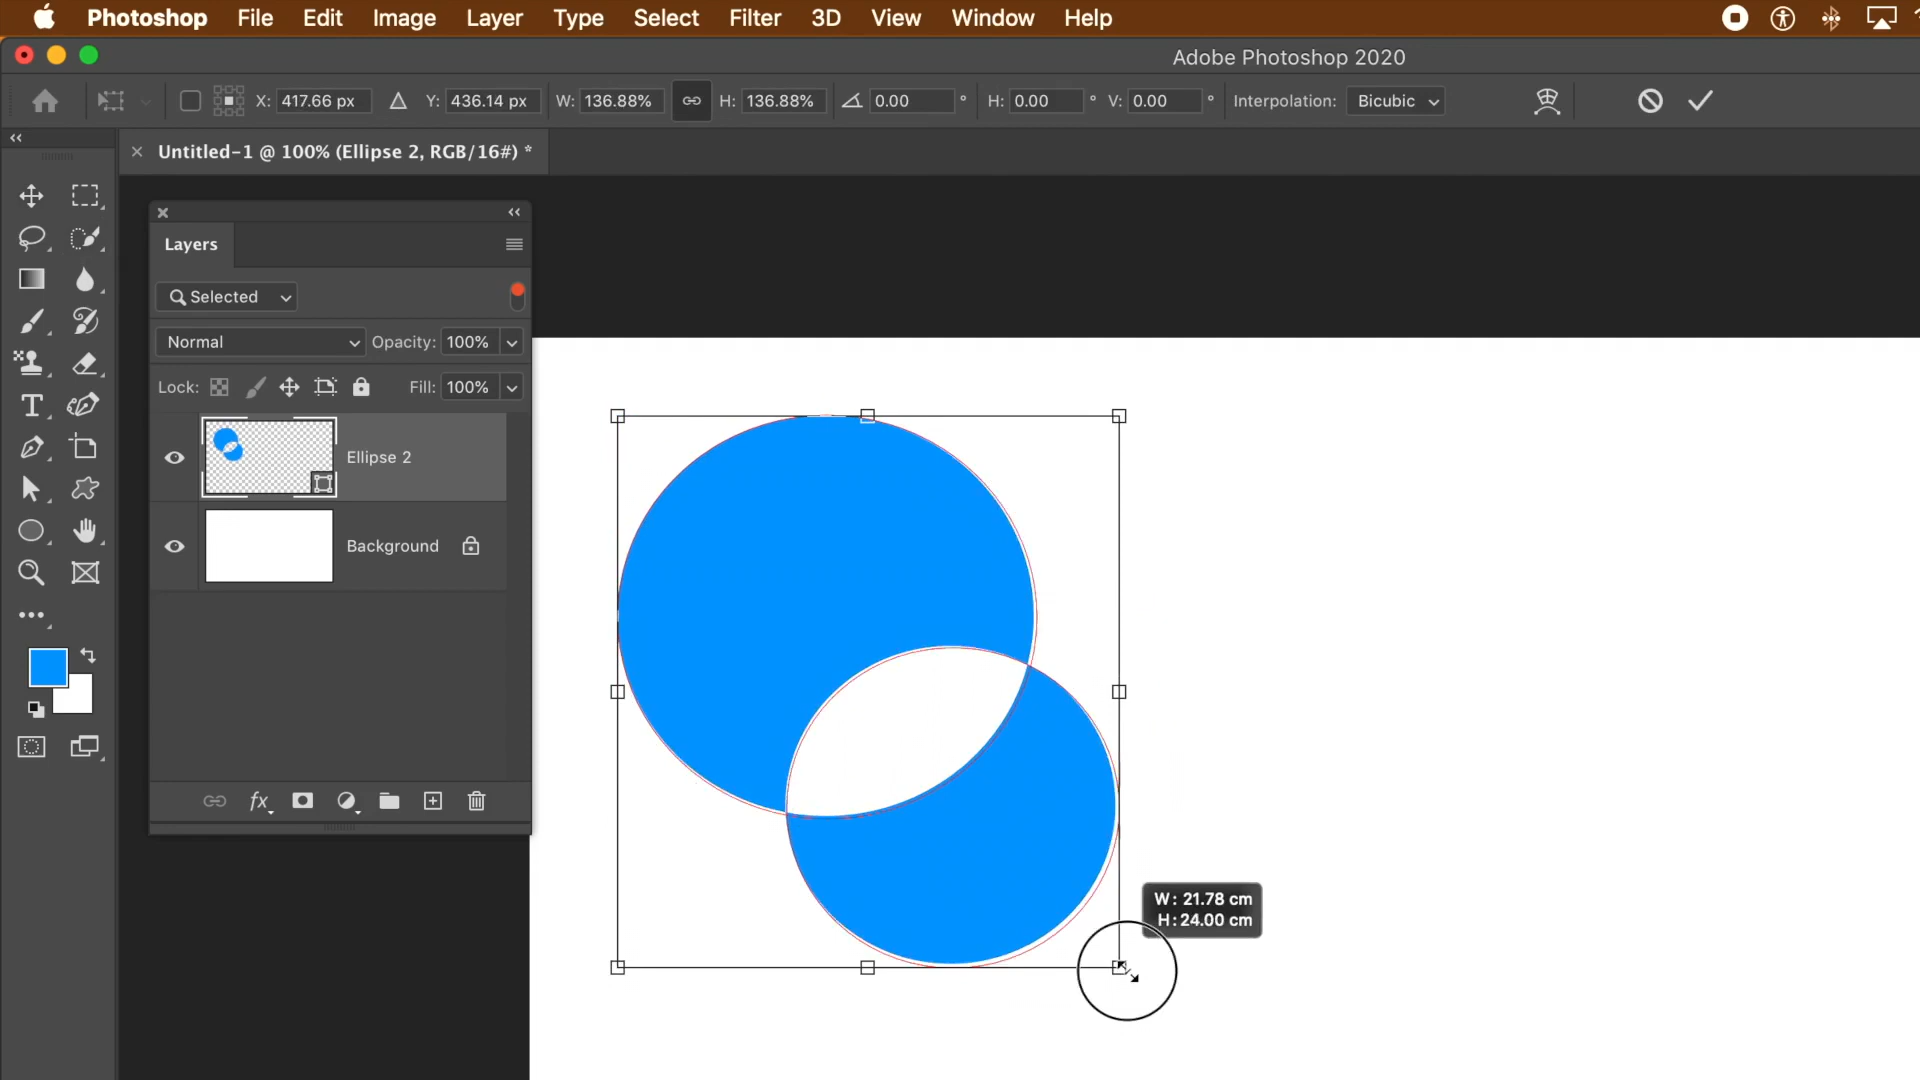 Photoshop File Edit Image Layer Type Select Filter 3D View Window Help
Adobe Photoshop 2020
X: 417.66 px Y: 436.14 px W: 136.88% H: 136.88% 0.00 ° H: 0.00 ° V: 0.00 ° Interpolation: Bicubic
Untitled-1 @ 100% (Ellipse 2, RGB/16#) *
Layers
Selected
Normal Opacity: 100%
Lock: Fill: 100%
Ellipse 2
Background
fx
W: 21.78 cm
H: 24.00 cm